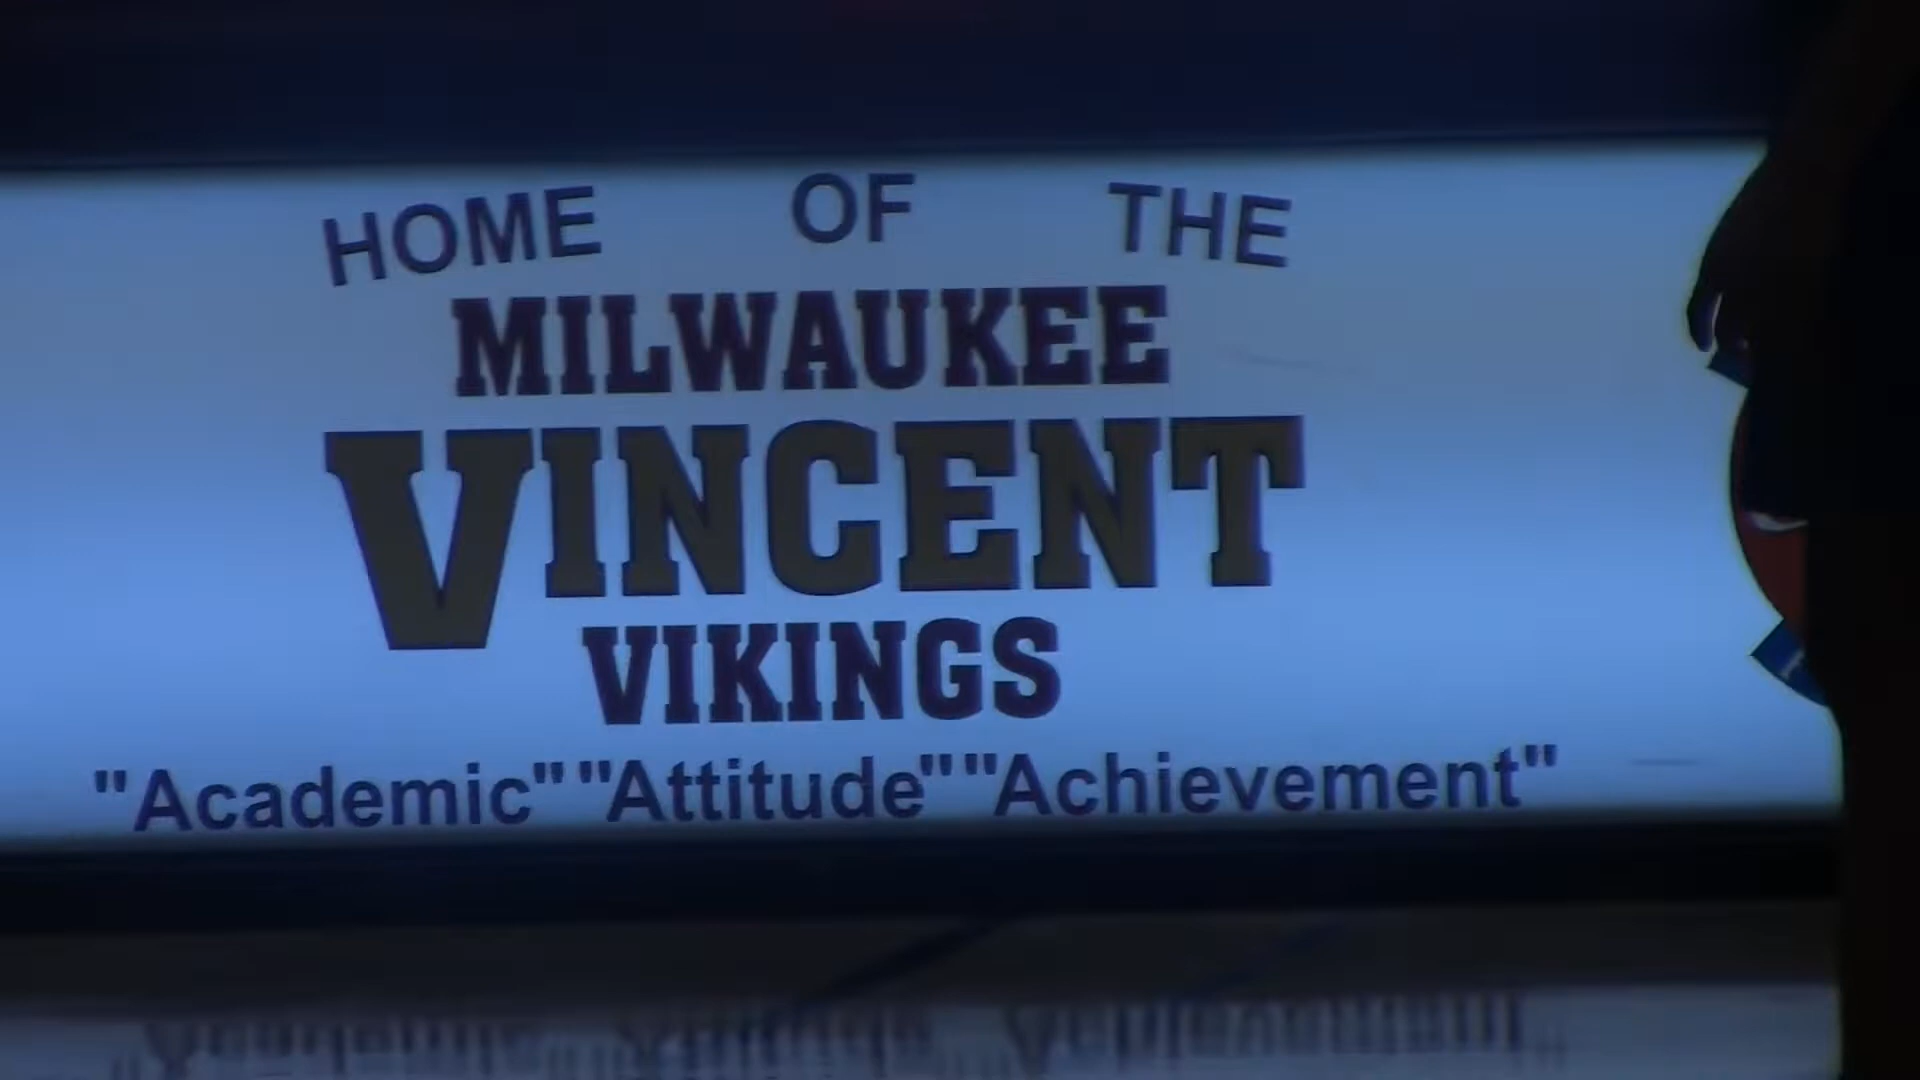 HOME OF THE
MILWAUKEE
VINCENT
VIKINGS
"Academic" "Attitude" "Achievement"